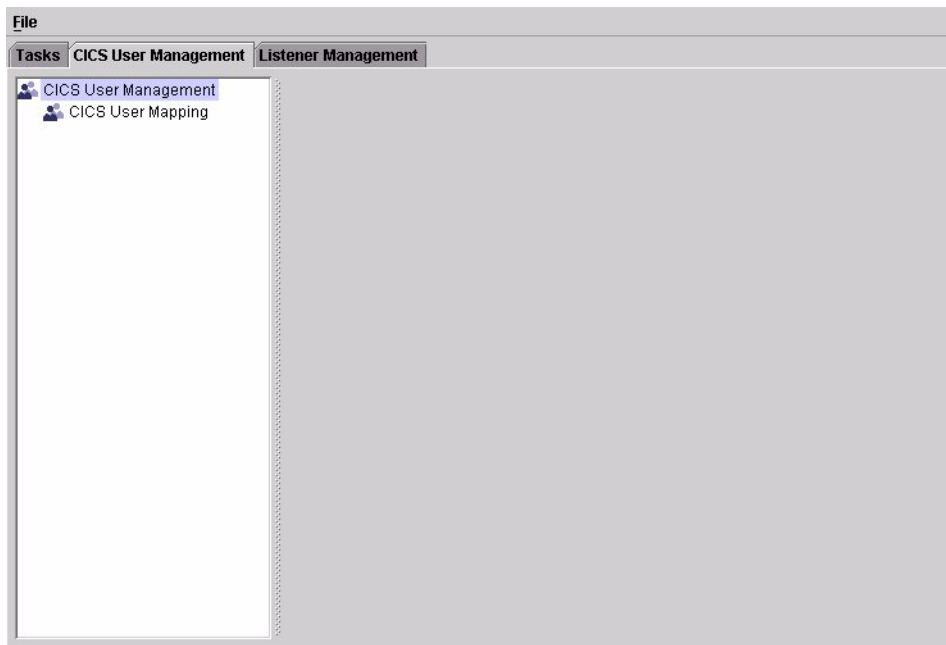 File
Tasks CICS User Management Listener Management
CICS User Management
CICS User Mapping